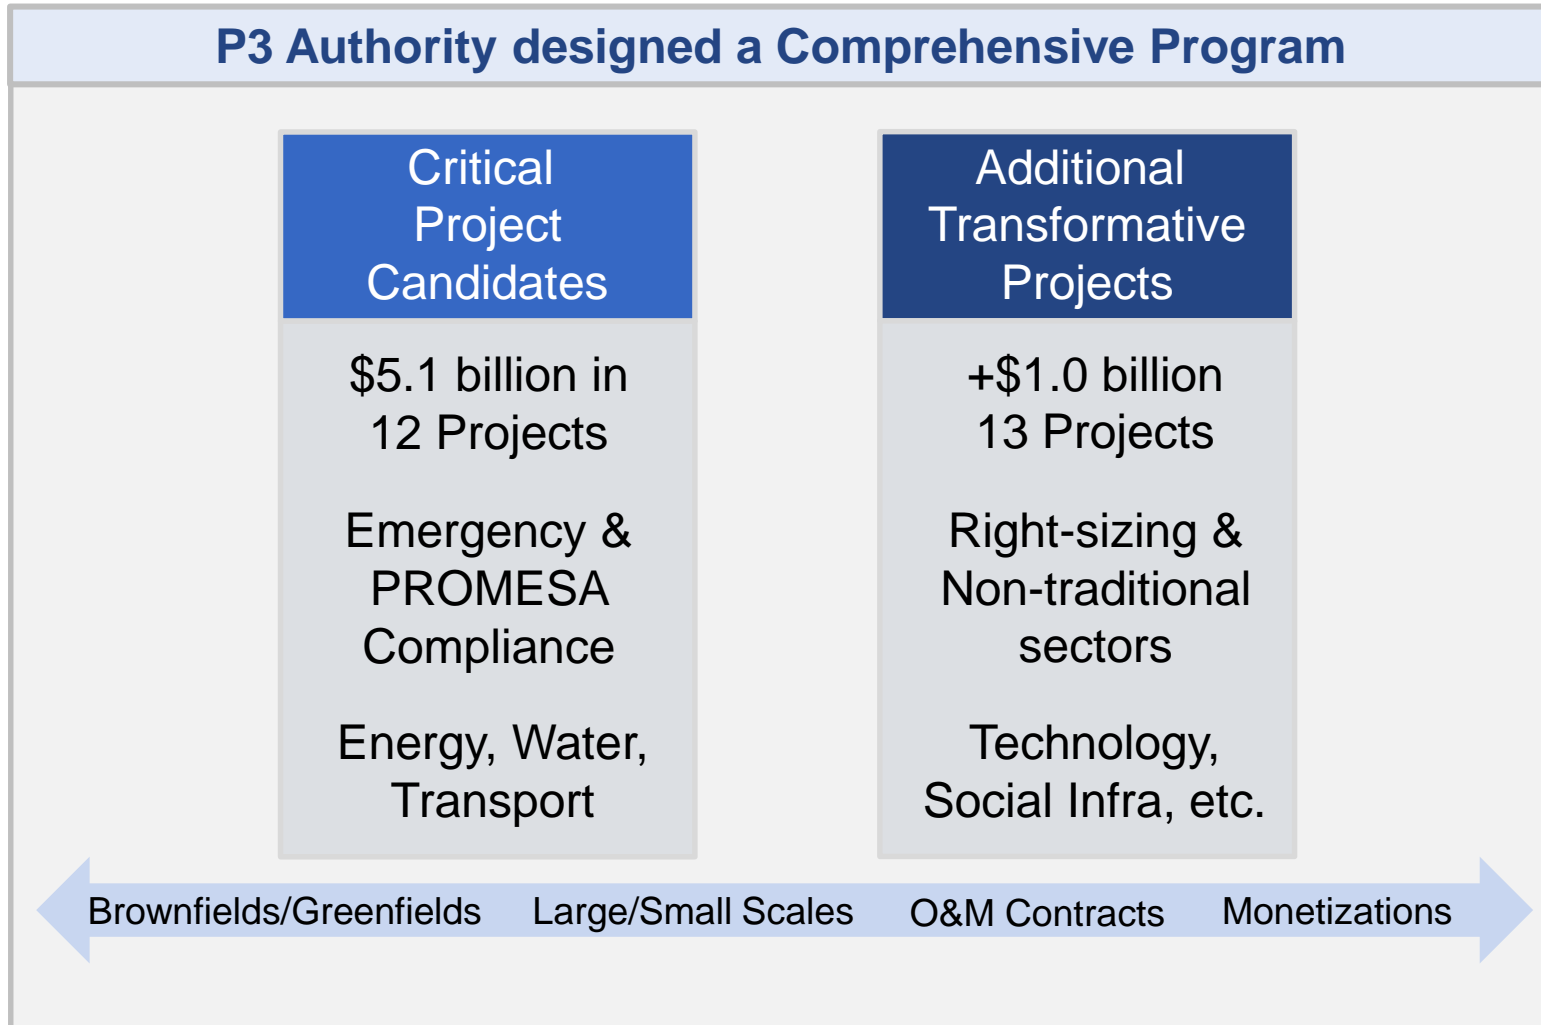 P3 Authority designed a Comprehensive Program
Critical
Project
Candidates
$5.1 billion in
12 Projects
Emergency &
PROMESA
Compliance
Energy, Water,
Transport
Additional
Transformative
Projects
+$1.0 billion
13 Projects
Right-sizing &
Non-traditional
sectors
Technology,
Social Infra, etc.
Brownfields/Greenfields Large/Small Scales O&M Contracts Monetizations